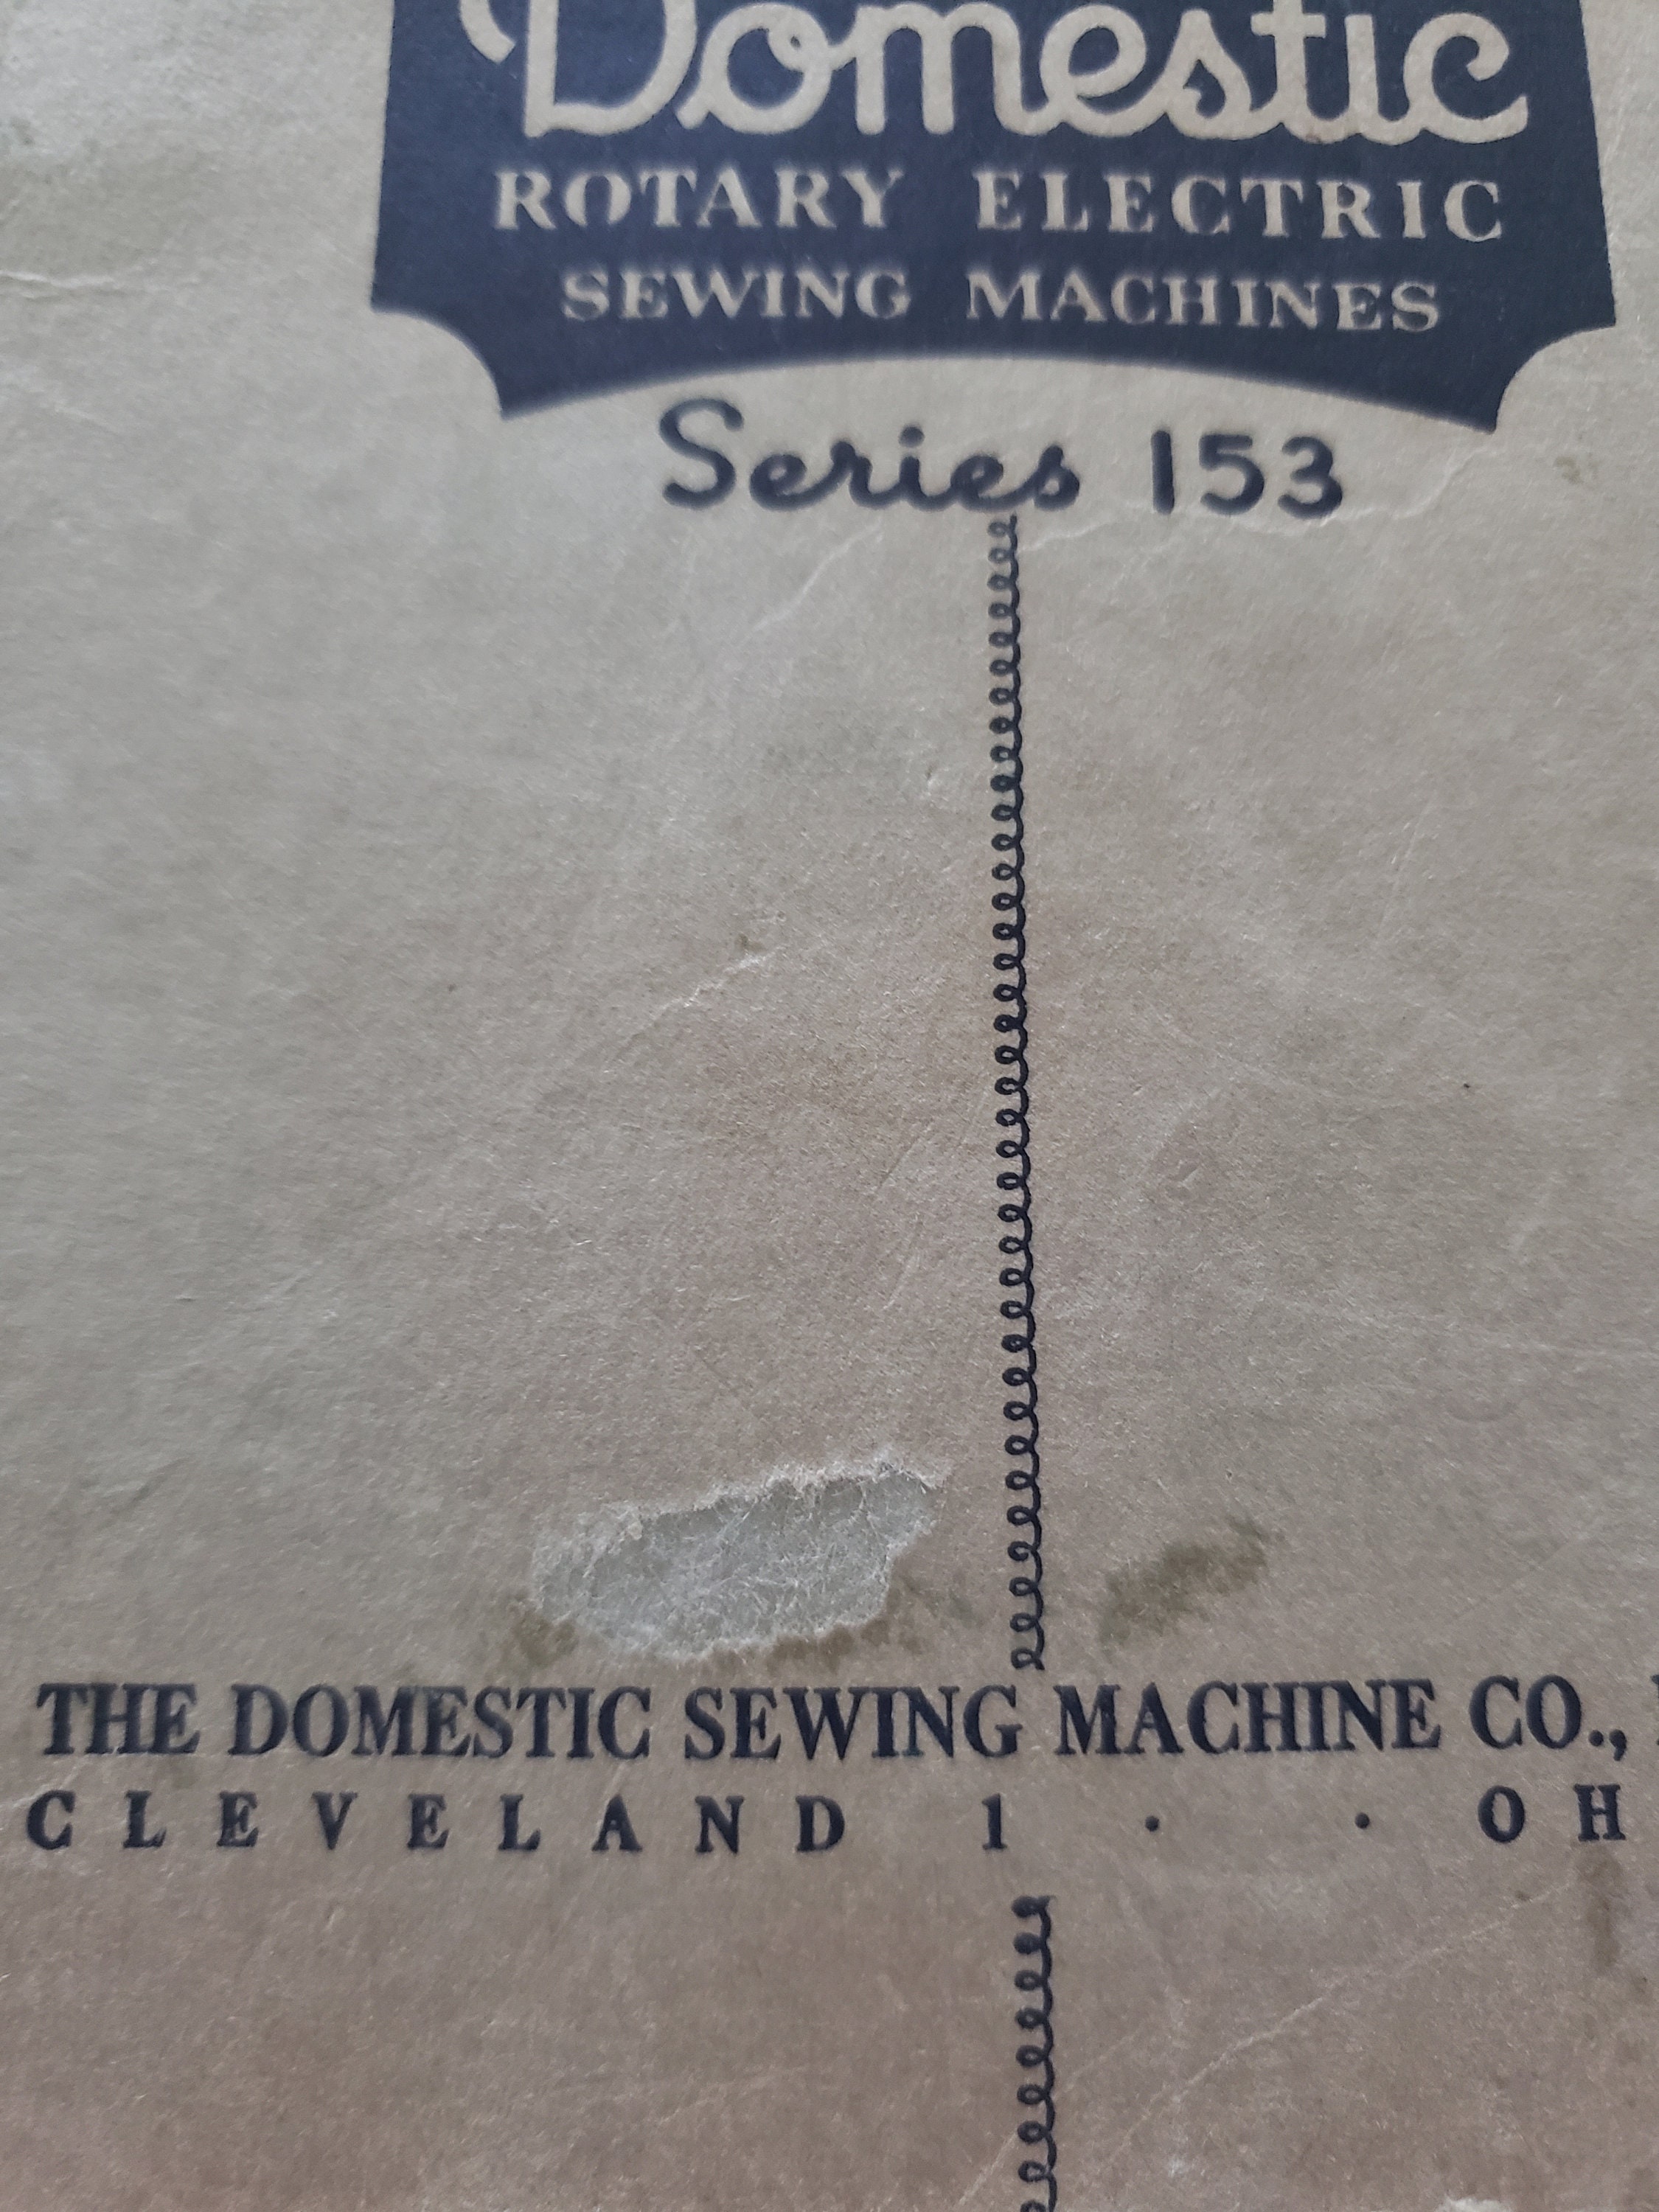 Domestic
ROTARY ELECTRIC
SEWING MACHINES
Series 153
THE DOMESTIC SEWING MACHINE CO.,
CLEVELAND 1 . . OH